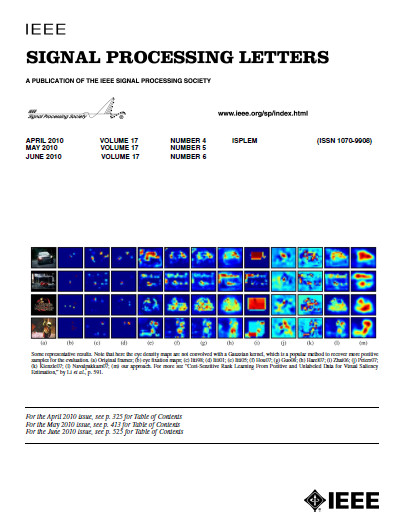 IEEE
SIGNAL PROCESSING LETTERS
A PUBLICATION OF THE IEEE SIGNAL PROCESSING SOCIETY
IEEE
Signal Processing Society
www.ieee.org/sp/index.html
APRIL 2010 VOLUME 17 NUMBER 4 ISPLEM (ISSN 1070-9908)
MAY 2010 VOLUME 17 NUMBER 5
JUNE 2010 VOLUME 17 NUMBER 6
(a) (b) (c) (d) (e) (f) (g) (h) (i) (j) (k) (l) (m)
Some representative results. Note that here the eye density maps are not convolved with a Gaussian kernel, which is a popular method to recover more positive
samples for the evaluation. (a) Original frames; (b) eye fixation maps; (c) Itti98; (d) Itti01; (e) Itti05; (f) Hou07; (g) Guo08; (h) Harel07; (i) Zhai06; (j) Peters07;
(k) Kienzle07; (l) Navalpakkam07; (m) our approach. For more see "Cost-Sensitive Rank Learning From Positive and Unlabeled Data for Visual Saliency
Estimation," by Li et al., p. 591.
For the April 2010 issue, see p. 325 for Table of Contents
For the May 2010 issue, see p. 413 for Table of Contents
For the June 2010 issue, see p. 525 for Table of Contents
IEEE